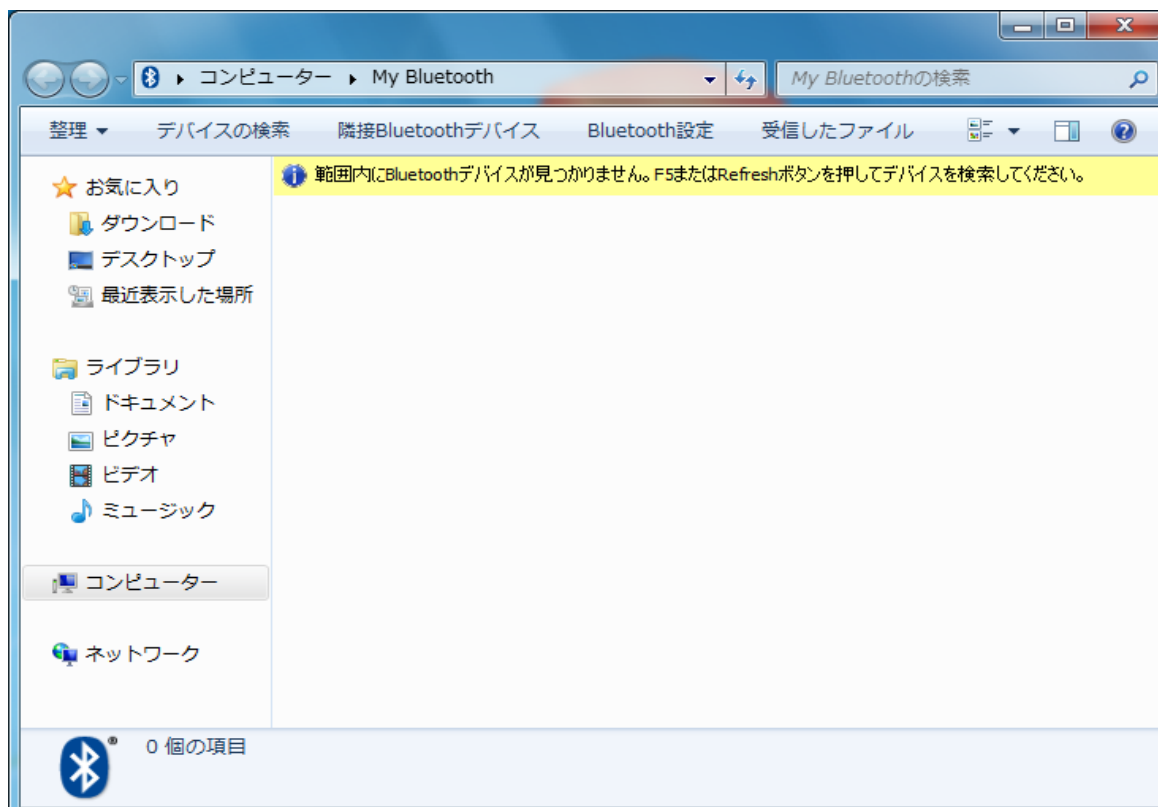 コンピューター My Bluetooth
My Bluetoothの検索
整理 デバイスの検索 隣接Bluetoothデバイス Bluetooth設定 受信したファイル
お気に入り
ダウンロード
デスクトップ
最近表示した場所
ライブラリ
ドキュメント
ピクチャ
ビデオ
ミュージック
コンピューター
ネットワーク
範囲内にBluetoothデバイスが見つかりません。F5またはRefreshボタンを押してデバイスを検索してください。
0 個の項目